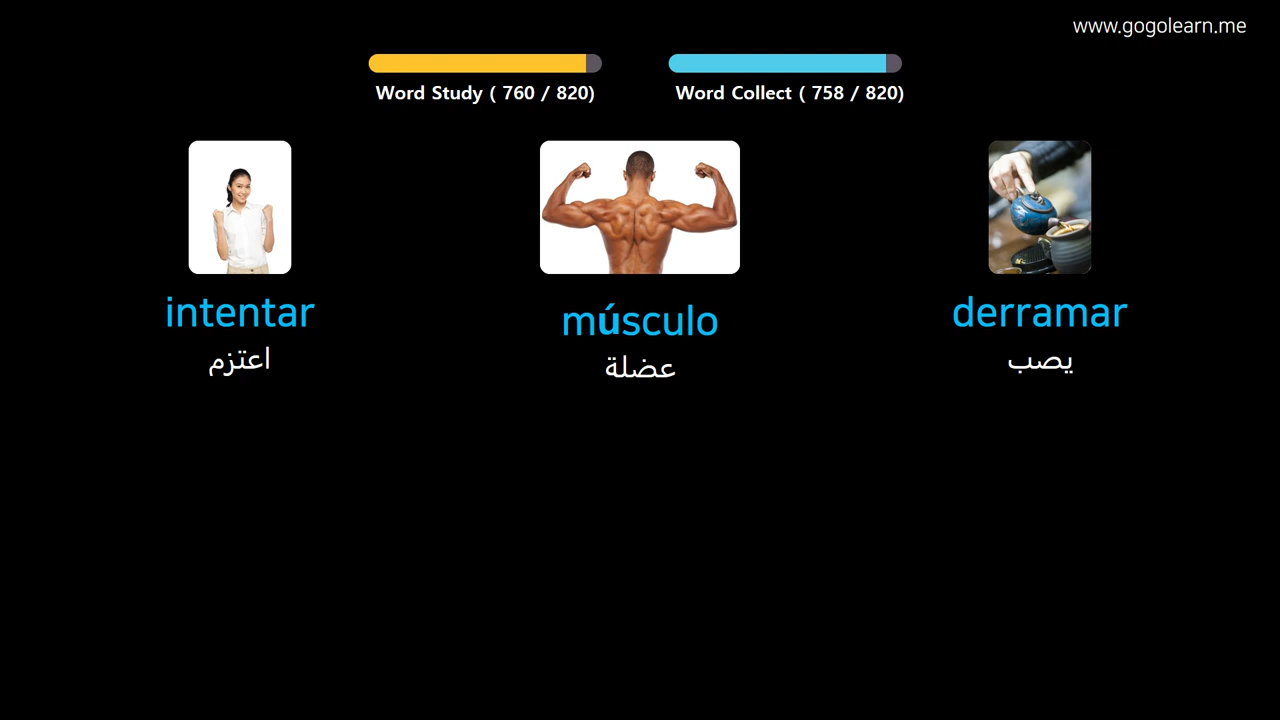 www.gogolearn.me
Word Study ( 760 / 820)
Word Collect ( 758 / 820)
intentar
اعتزم
músculo
عضلة
derramar
يصب